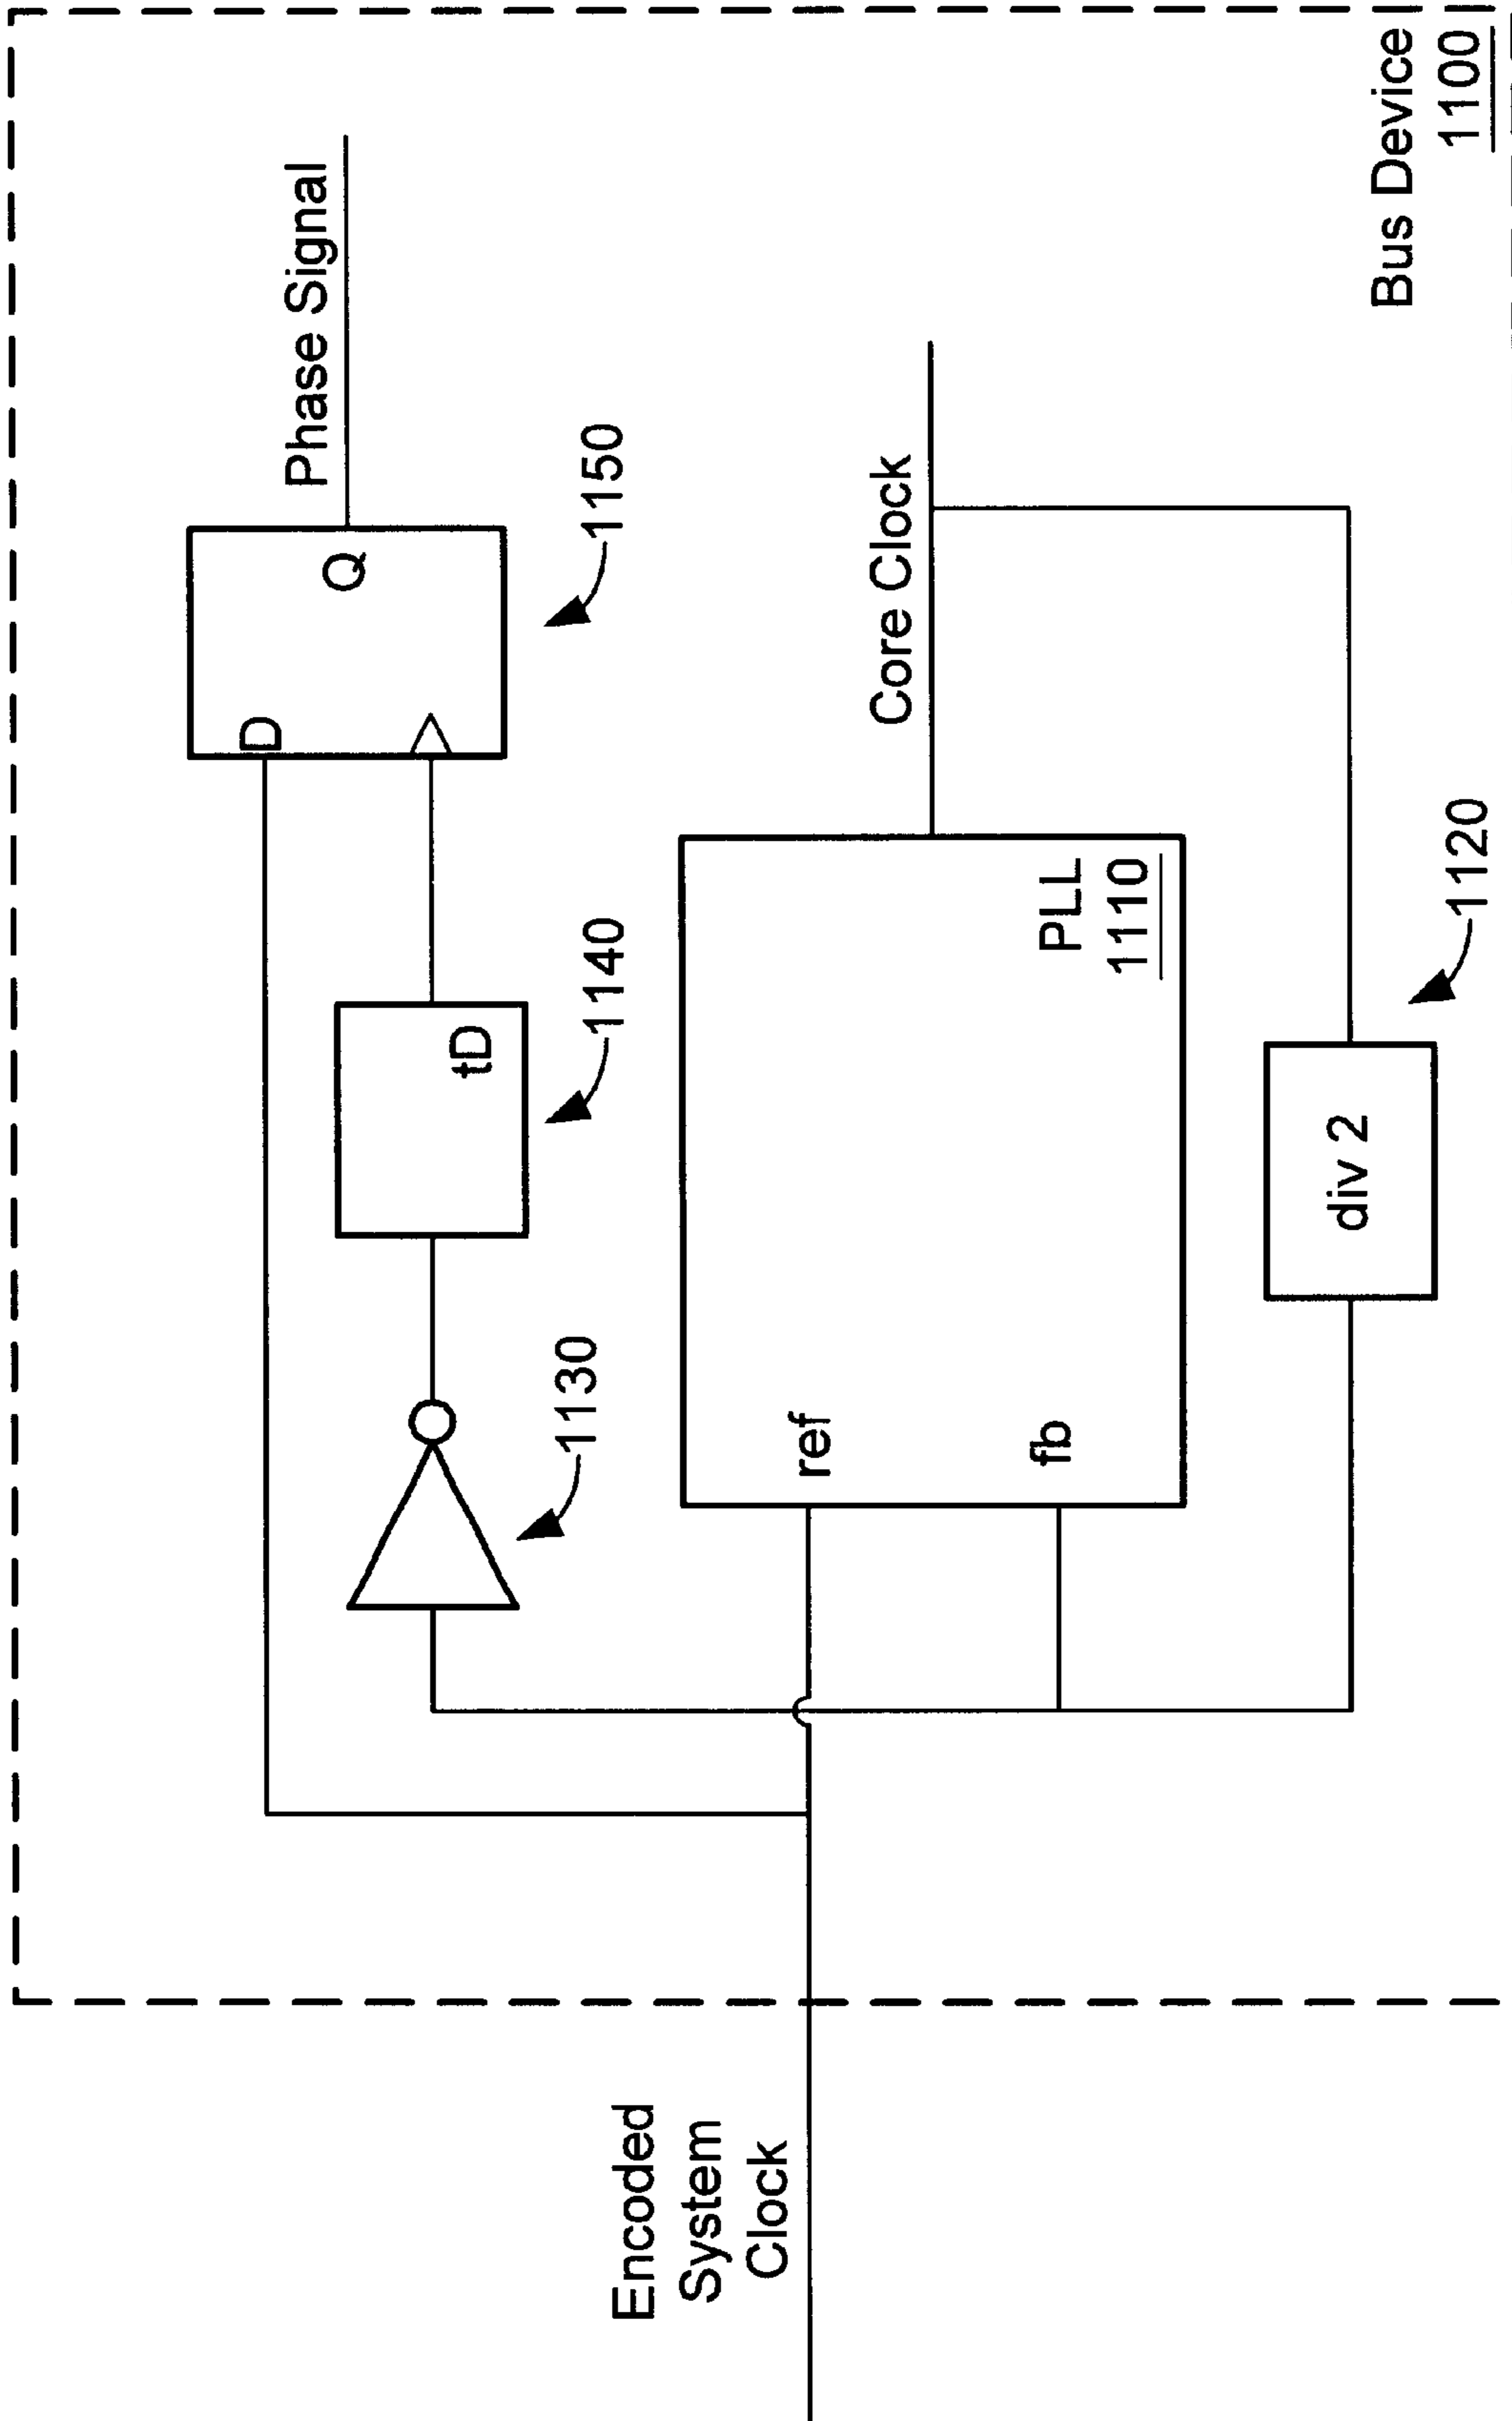 Phase Signal
D
Q
1150
tD
1140
1130
Encoded
System
Clock
ref
fb
PLL
1110
Core Clock
div 2
1120
Bus Device
1100